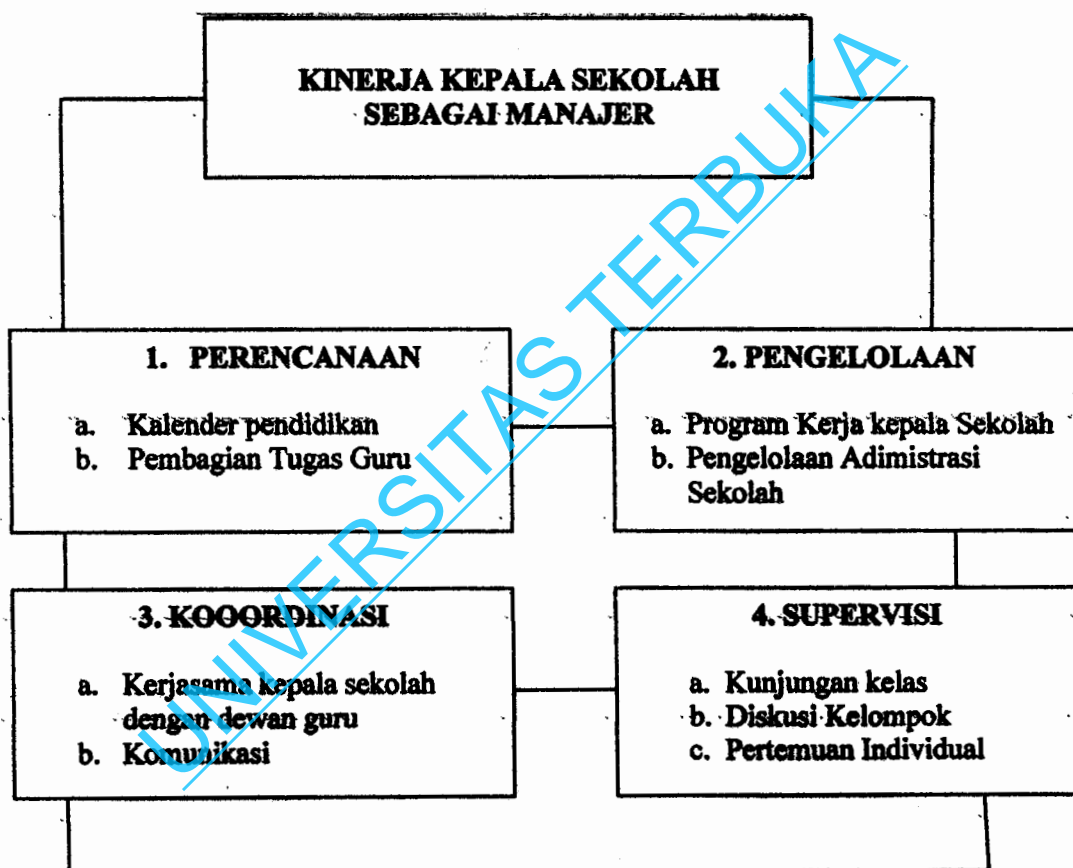 KINERJA KEPALA SEKOLAH
SEBAGAI MANAJER
1. PERENCANAAN
a. Kalender pendidikan
b. Pembagian Tugas Guru
2. PENGELOLAAN
a. Program Kerja kepala Sekolah
b. Pengelolaan Adimistrasi
Sekolah
3. KOOORDINASI
a. Kerjasama kepala sekolah
dengan dewan guru
b. Komunikasi
4. SUPERVISI
a. Kunjungan kelas
b. Diskusi Kelompok
c. Pertemuan Individual
UNIVERSITAS TERBUKA